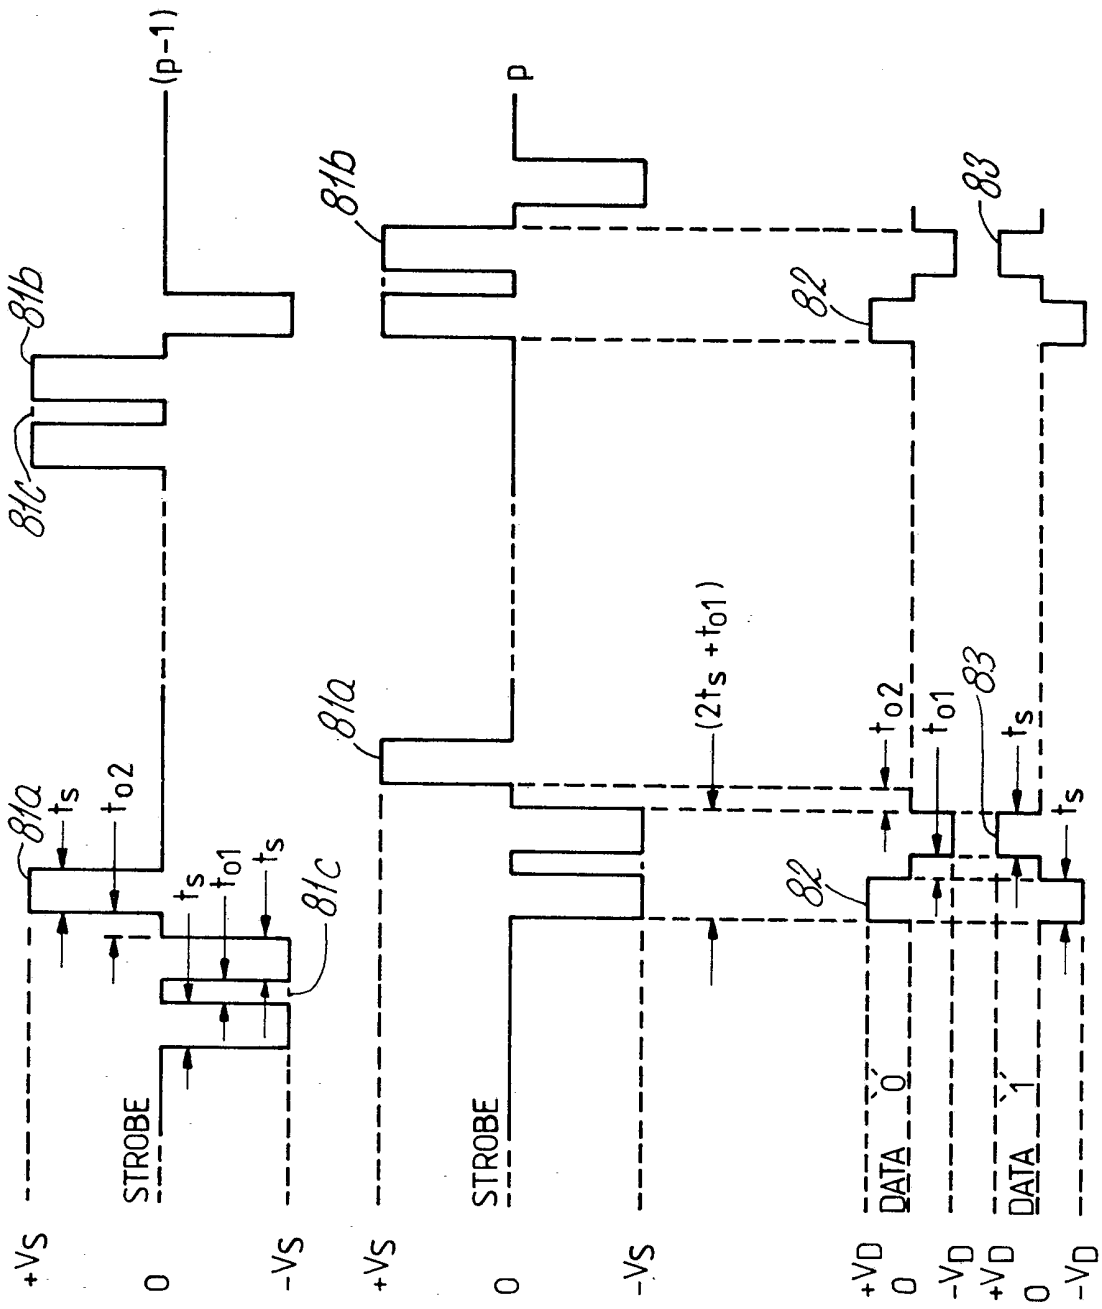 (p-1)
81a
81c
81b
+VS
ts
to2
STROBE
0
ts
to1
ts
81c
-VS
p
81a
81b
+VS
STROBE
0
-VS
(2ts + to1)
to2
82
82
+VD
DATA `0´
0
to1
-VD
83
83
+VD
ts
DATA `1´
0
ts
-VD